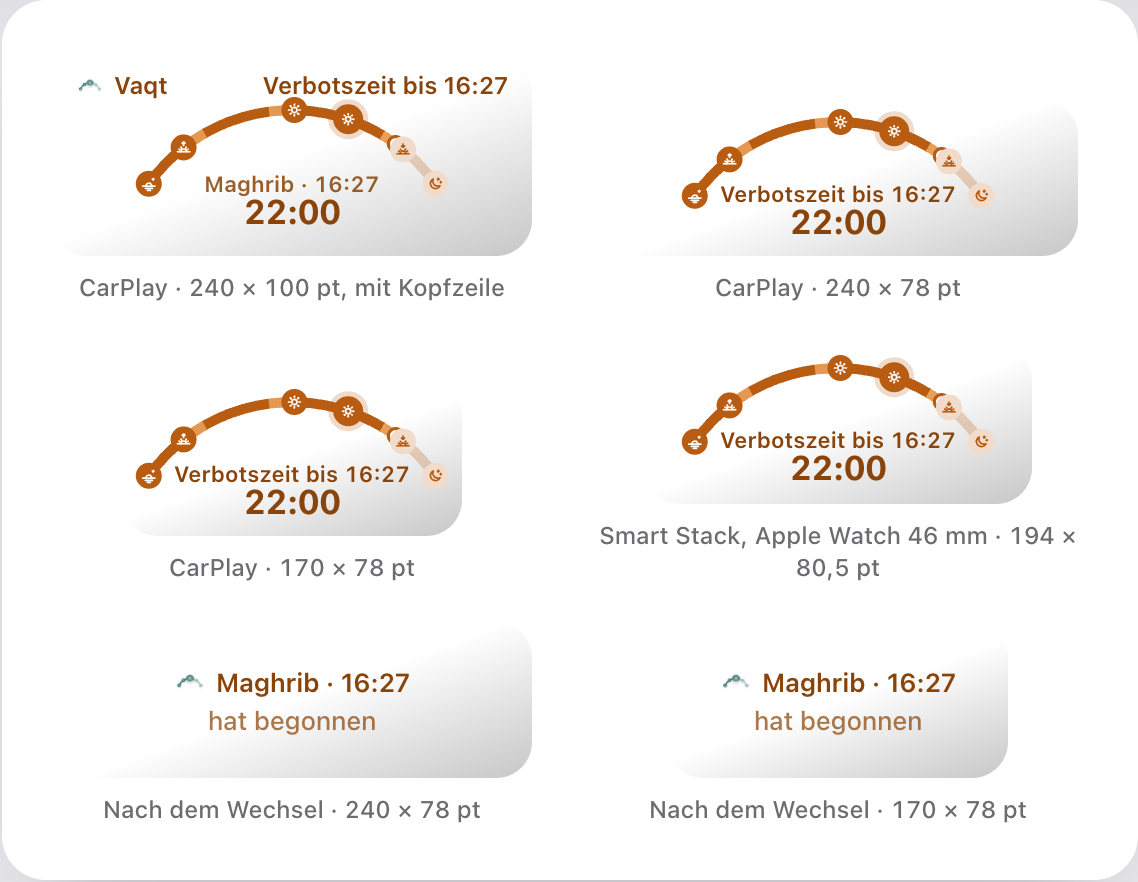 Vaqt
Verbotszeit bis 16:27
Maghrib · 16:27
22:00
CarPlay · 240 × 100 pt, mit Kopfzeile
Verbotszeit bis 16:27
22:00
CarPlay · 240 × 78 pt
Verbotszeit bis 16:27
22:00
CarPlay · 170 × 78 pt
Verbotszeit bis 16:27
22:00
Smart Stack, Apple Watch 46 mm · 194 ×
80,5 pt
Maghrib · 16:27
hat begonnen
Nach dem Wechsel · 240 × 78 pt
Maghrib · 16:27
hat begonnen
Nach dem Wechsel · 170 × 78 pt